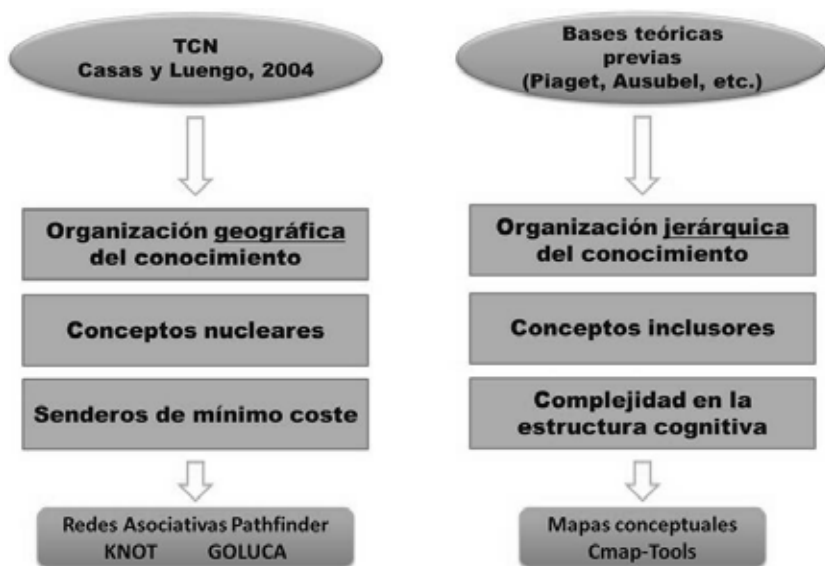 TCN
Casas y Luengo, 2004
Organización geográfica
del conocimiento
Conceptos nucleares
Senderos de mínimo coste
Redes Asociativas Pathfinder
KNOT GOLUCA
Bases teóricas
previas
(Piaget, Ausubel, etc.)
Organización jerárquica
del conocimiento
Conceptos inclusores
Complejidad en la
estructura cognitiva
Mapas conceptuales
Cmap-Tools